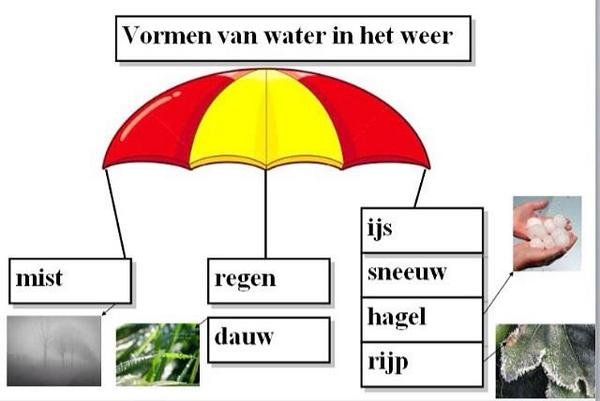 Vormen van water in het weer
mist
regen
dauw
ijs
sneeuw
hagel
rijp